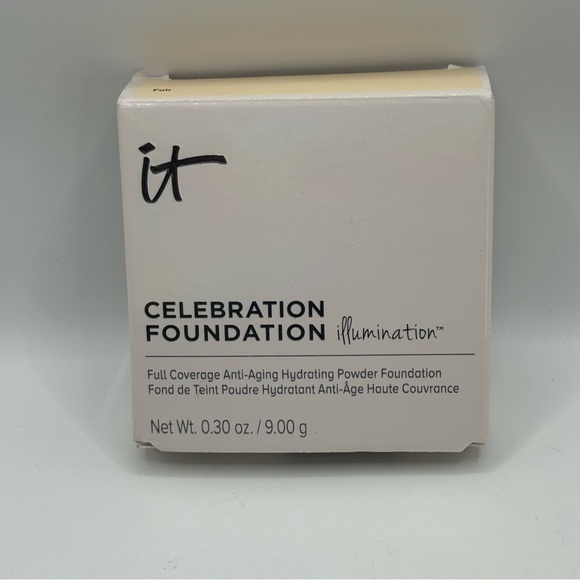 Fair
it
CELEBRATION
FOUNDATION illumination™
Full Coverage Anti-Aging Hydrating Powder Foundation
Fond de Teint Poudre Hydratant Anti-Âge Haute Couvrance
Net Wt. 0.30 oz. / 9.00 g